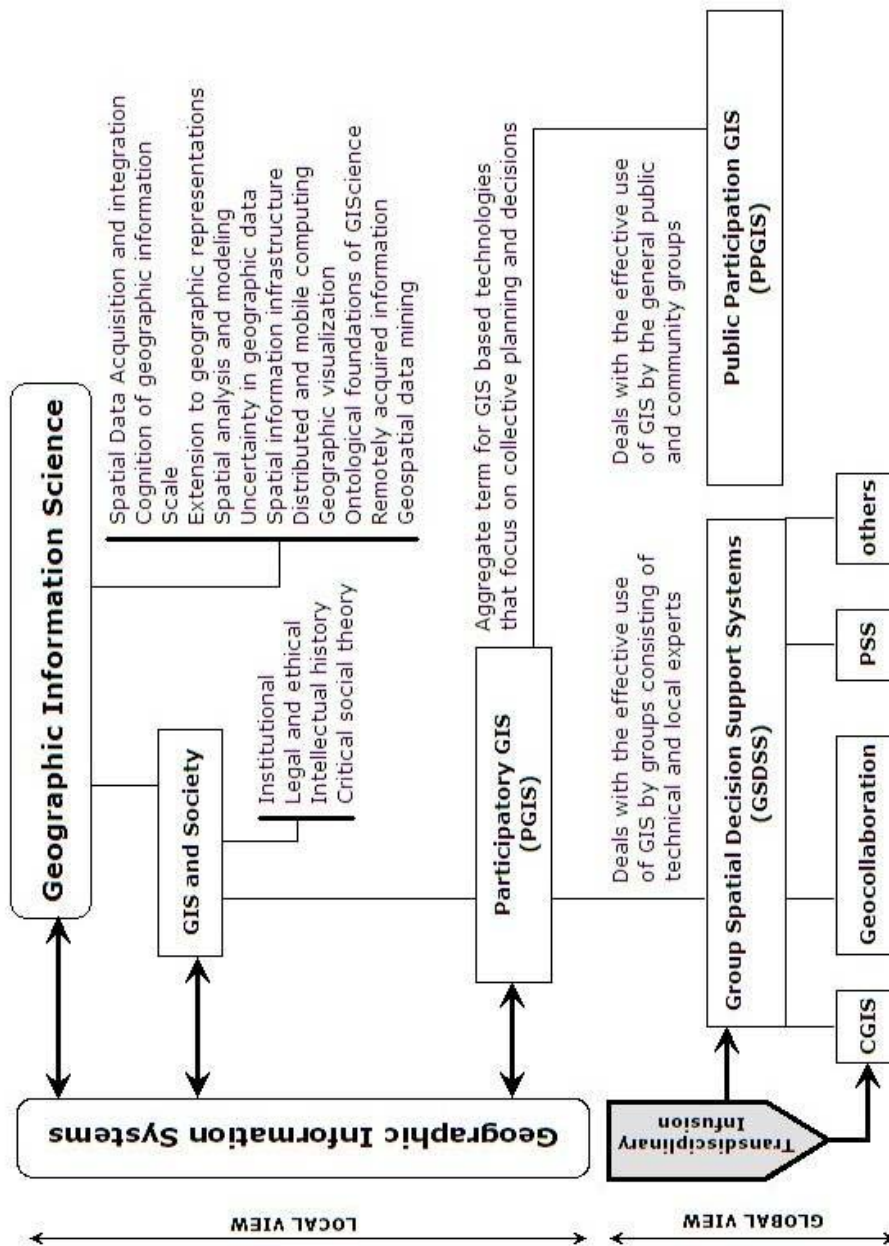 Geographic Information Science
Spatial Data Acquisition and integration
Cognition of geographic information
Scale
Extension to geographic representations
Spatial analysis and modeling
Uncertainty in geographic data
Spatial information infrastructure
Distributed and mobile computing
Geographic visualization
Ontological foundations of GIScience
Remotely acquired information
Geospatial data mining
GIS and Society
Institutional
Legal and ethical
Intellectual history
Critical social theory
Participatory GIS
(PGIS)
Aggregate term for GIS based technologies
that focus on collective planning and decisions
Deals with the effective use
of GIS by groups consisting of
technical and local experts
Deals with the effective use
of GIS by the general public
and community groups
Group Spatial Decision Support Systems
(GSDSS)
Public Participation GIS
(PPGIS)
CGIS
Geocollaboration
PSS
others
Geographic Information Systems
Transdisciplinary
Infusion
LOCAL VIEW
GLOBAL VIEW